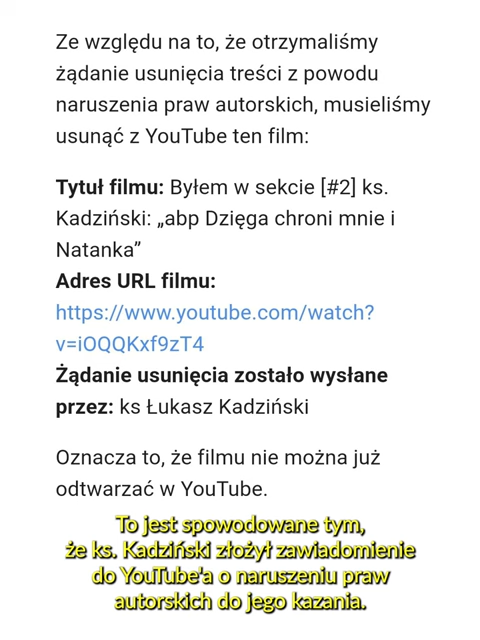 Ze względu na to, że otrzymaliśmy
żądanie usunięcia treści z powodu
naruszenia praw autorskich, musieliśmy
usunąć z YouTube ten film:
Tytuł filmu: Byłem w sekcie [#2] ks.
Kadziński: „abp Dzięga chroni mnie i
Natanka”
Adres URL filmu:
https://www.youtube.com/watch?
v=iOQQKxf9zT4
Żądanie usunięcia zostało wysłane
przez: ks Łukasz Kadziński
Oznacza to, że filmu nie można już
odtwarzać w YouTube.
To jest spowodowane tym,
że ks. Kadziński złożył zawiadomienie
do YouTube'a o naruszeniu praw
autorskich do jego kazania.